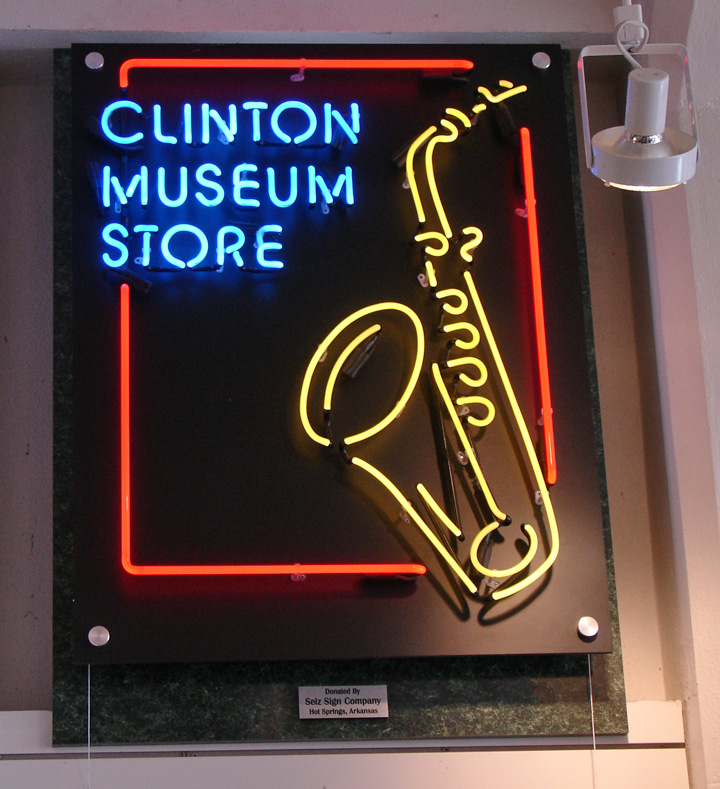 CLINTON
MUSEUM
STORE
Donated By
Seiz Sign Company
Hot Springs, Arkansas